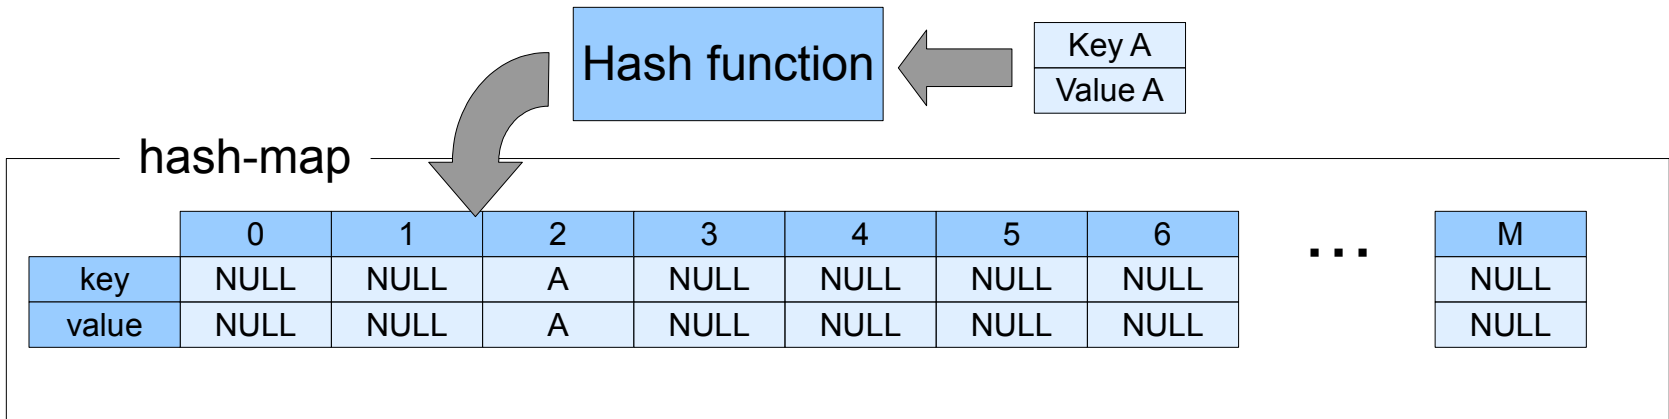 Hash function
Key A
Value A
hash-map
0 1 2 3 4 5 6 ... M
key NULL NULL A NULL NULL NULL NULL NULL
value NULL NULL A NULL NULL NULL NULL NULL